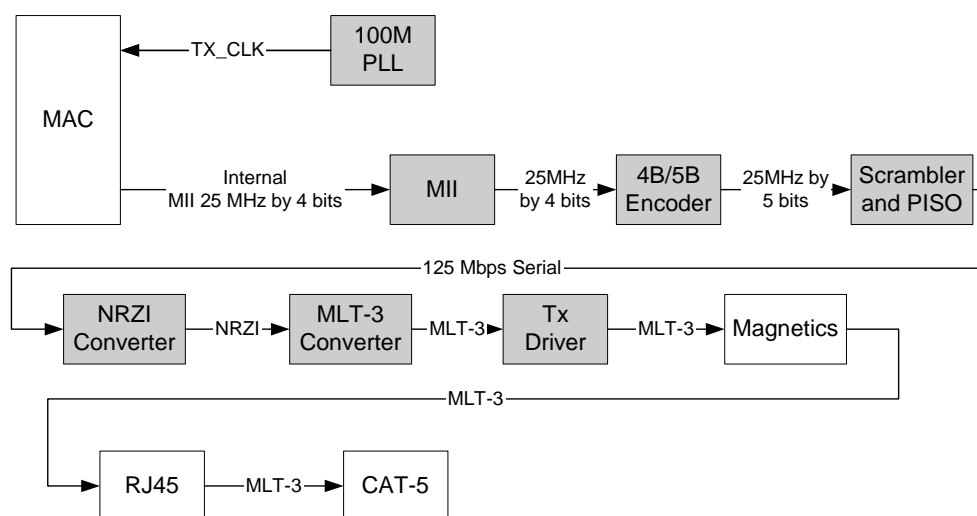 100M
PLL
TX_CLK
MAC
Internal
MII 25 MHz by 4 bits
MII
25MHz
by 4 bits
4B/5B
Encoder
25MHz by
5 bits
Scrambler
and PISO
125 Mbps Serial
NRZI
Converter
NRZI
MLT-3
Converter
MLT-3
Tx
Driver
MLT-3
Magnetics
MLT-3
RJ45
MLT-3
CAT-5